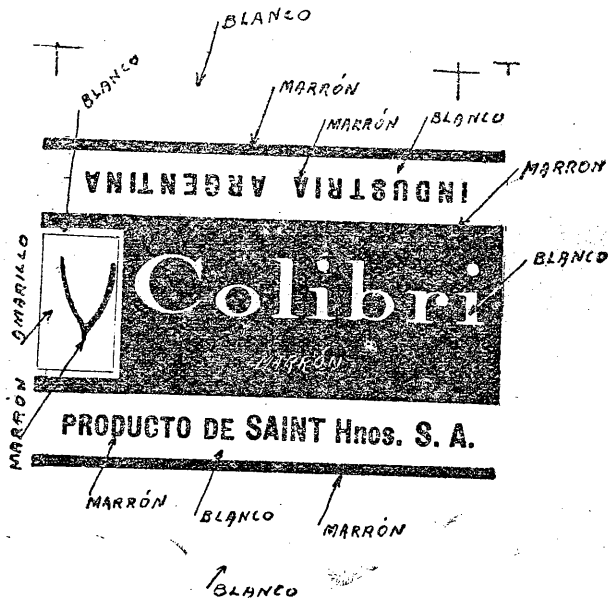 BLANCO
BLANCO
MARRÓN
MARRÓN
BLANCO
INDUSTRIA ARGENTINA
MARRON
Colibri
BLANCO
AMARILLO
MARRÓN
MARRÓN
PRODUCTO DE SAINT Hnos. S. A.
MARRÓN
BLANCO
MARRÓN
BLANCO